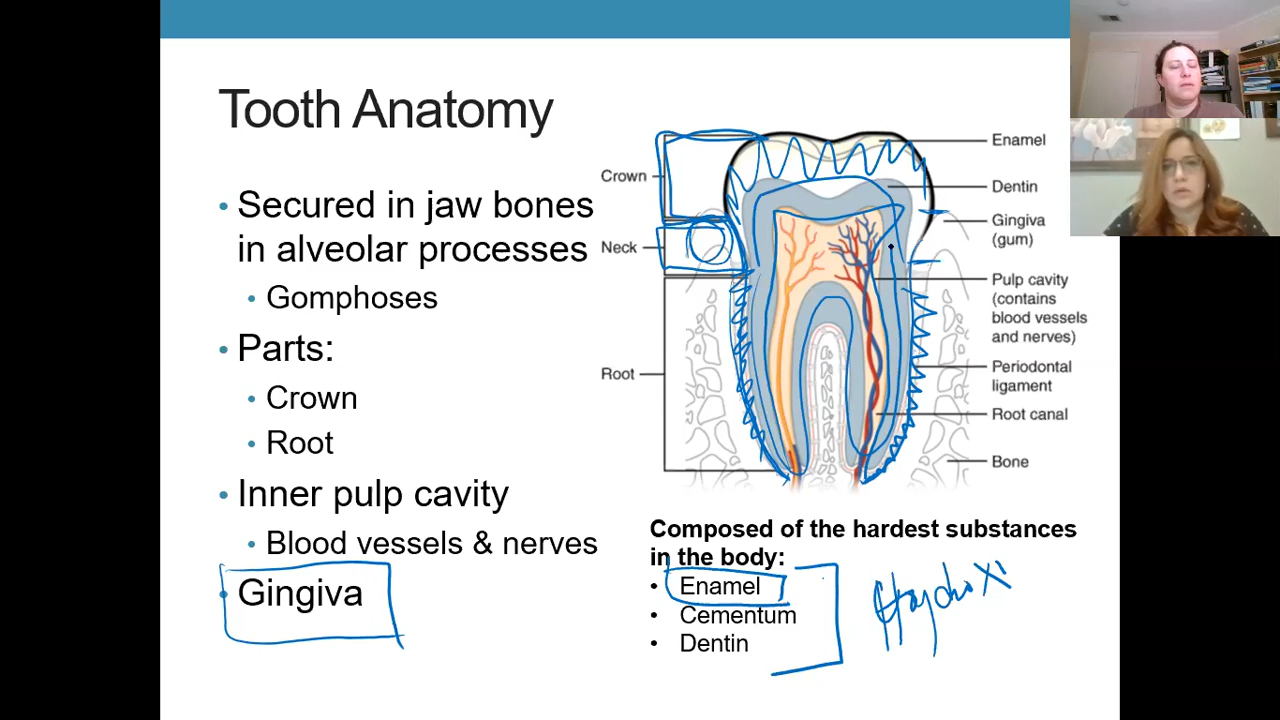 Tooth Anatomy
• Secured in jaw bones
in alveolar processes
• Gomphoses
• Parts:
• Crown
• Root
• Inner pulp cavity
• Blood vessels & nerves
• Gingiva
Crown
Neck
Root
Enamel
Dentin
Gingiva
(gum)
Pulp cavity
(contains
blood vessels
and nerves)
Periodontal
ligament
Root canal
Bone
Composed of the hardest substances
in the body:
• Enamel
• Cementum
• Dentin